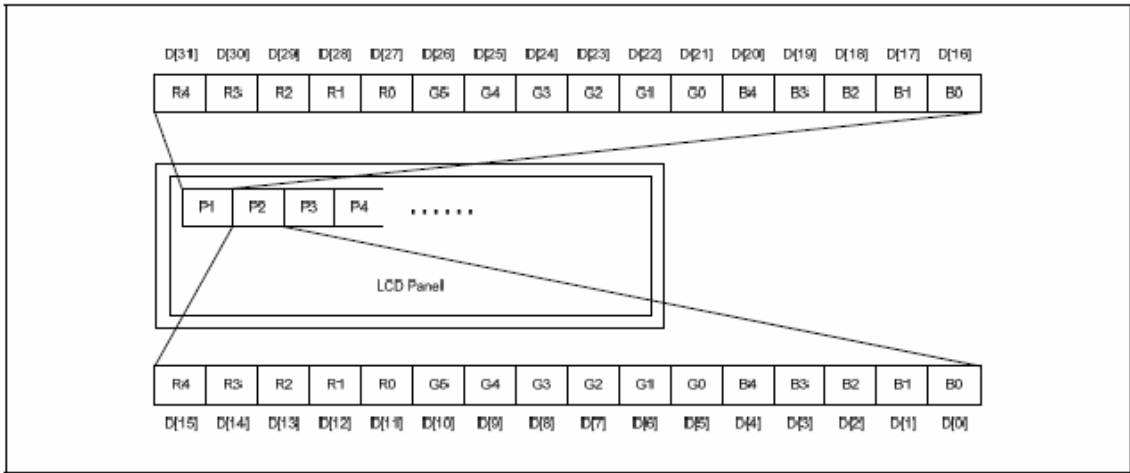 D[31] D[30] D[29] D[28] D[27] D[26] D[25] D[24] D[23] D[22] D[21] D[20] D[19] D[18] D[17] D[16]
R4 R3 R2 R1 R0 G5 G4 G3 G2 G1 G0 B4 B3 B2 B1 B0
P1 P2 P3 P4 ......
LCD Panel
R4 R3 R2 R1 R0 G5 G4 G3 G2 G1 G0 B4 B3 B2 B1 B0
D[15] D[14] D[13] D[12] D[11] D[10] D[9] D[8] D[7] D[6] D[5] D[4] D[3] D[2] D[1] D[0]